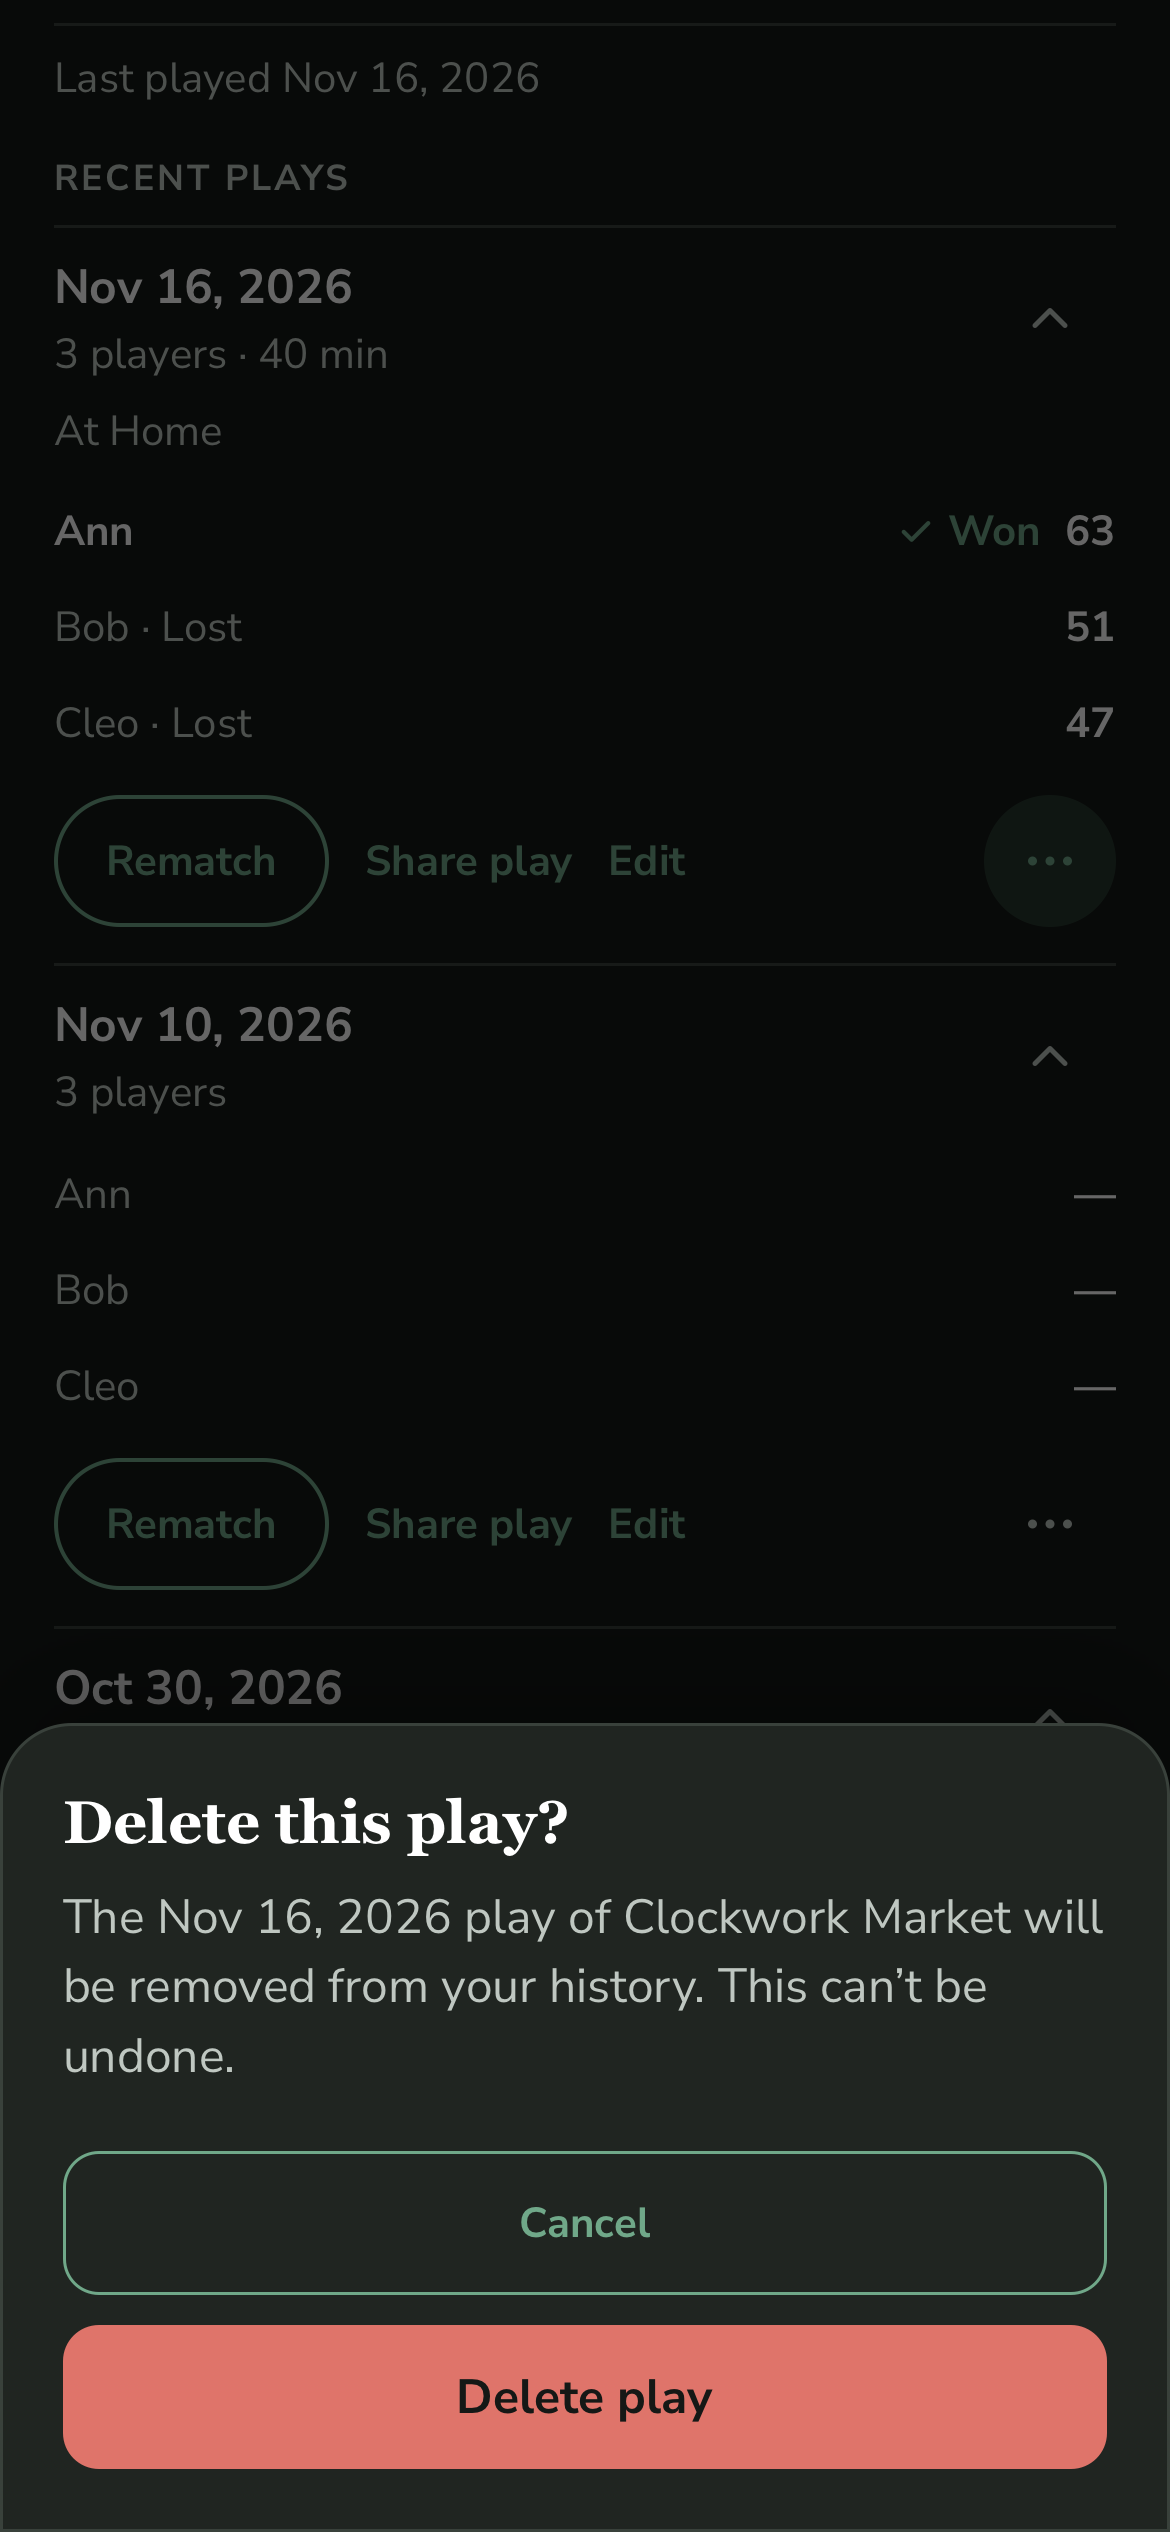 Last played Nov 16, 2026
RECENT PLAYS
Nov 16, 2026
3 players · 40 min
At Home
Ann ✓ Won 63
Bob · Lost 51
Cleo · Lost 47
Rematch Share play Edit ···
Nov 10, 2026
3 players
Ann —
Bob —
Cleo —
Rematch Share play Edit ···
Oct 30, 2026
Delete this play?
The Nov 16, 2026 play of Clockwork Market will
be removed from your history. This can’t be
undone.
Cancel
Delete play